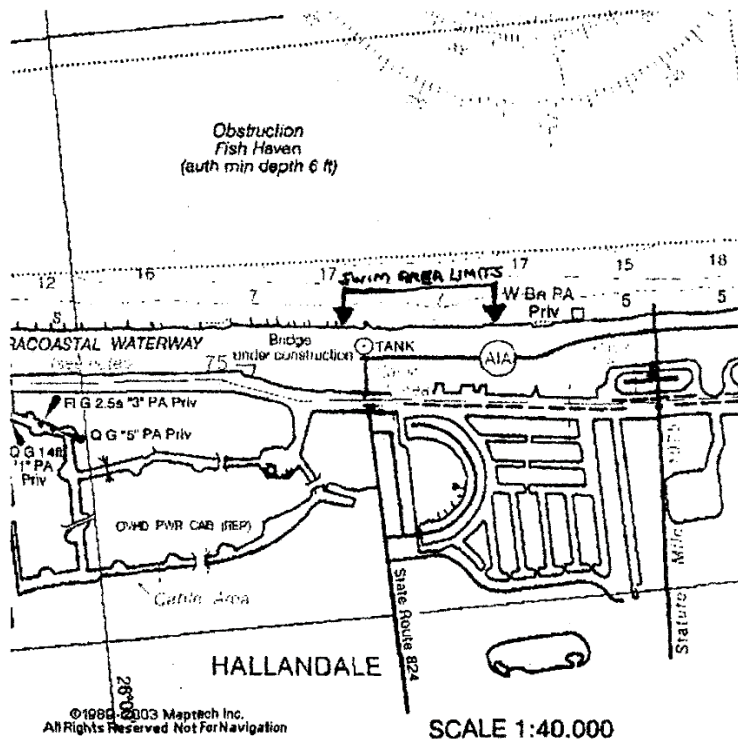 Obstruction
Fish Haven
(auth min depth 6 ft)
12
16
17
SWIM AREA LIMITS
17
15
18
7
W Bn PA
Priv
5
5
RACOASTAL WATERWAY
75
Bridge
under construction
TANK
A1A
Fl G 2.5s "3" PA Priv
Q G "5" PA Priv
"1" PA
Priv
OVHD PWR CAB (REP)
Cable Area
State Route 824
Statute Mile
HALLANDALE
©1989-2003 Maptech Inc.
All Rights Reserved Not For Navigation
SCALE 1:40.000